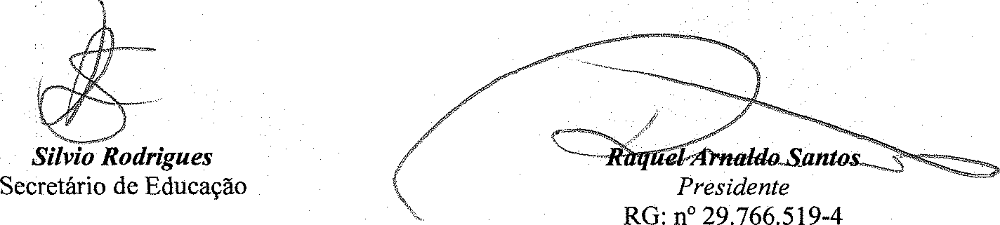 Silvio Rodrigues
Secretário de Educação
Raquel Arnaldo Santos
Presidente
RG: nº 29.766.519-4